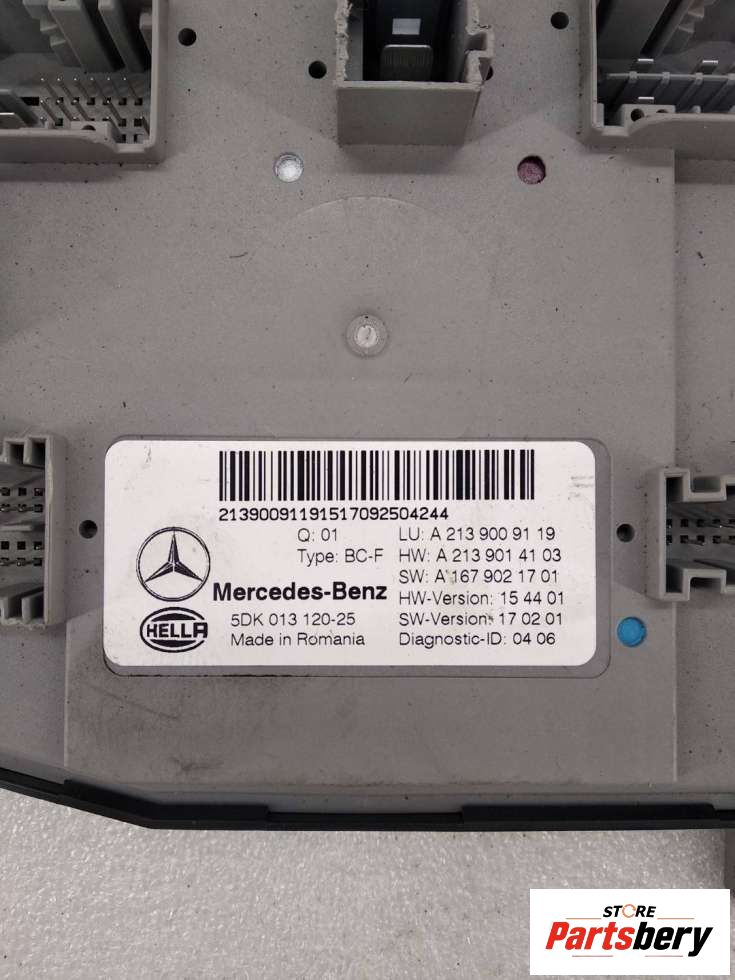 21390091191517092504244
Q: 01
LU: A 213 900 91 19
Type: BC-F
HW: A 213 901 41 03
SW: A 167 902 17 01
Mercedes-Benz
HW-Version: 15 44 01
HELLA
5DK 013 120-25
SW-Version: 17 02 01
Made in Romania
Diagnostic-ID: 04 06
STORE
Partsbery